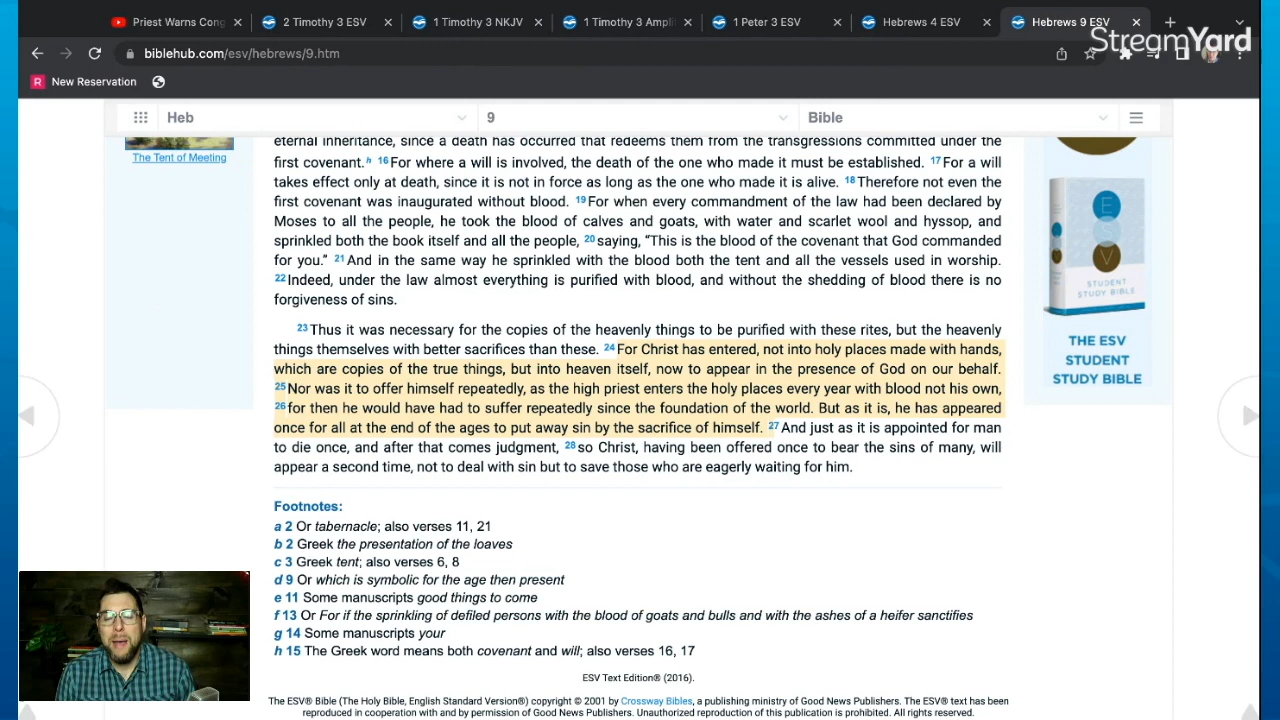 Priest Warns Cong
2 Timothy 3 ESV
1 Timothy 3 NKJV
1 Timothy 3 Ampli
1 Peter 3 ESV
Hebrews 4 ESV
Hebrews 9 ESV
StreamYard
biblehub.com/esv/hebrews/9.htm
R New Reservation
Heb
9
Bible
The Tent of Meeting
eternal inheritance, since a death has occurred that redeems them from the transgressions committed under the
first covenant. h 16 For where a will is involved, the death of the one who made it must be established. 17 For a will
takes effect only at death, since it is not in force as long as the one who made it is alive. 18 Therefore not even the
first covenant was inaugurated without blood. 19 For when every commandment of the law had been declared by
Moses to all the people, he took the blood of calves and goats, with water and scarlet wool and hyssop, and
sprinkled both the book itself and all the people, 20 saying, “This is the blood of the covenant that God commanded
for you.” 21 And in the same way he sprinkled with the blood both the tent and all the vessels used in worship.
22 Indeed, under the law almost everything is purified with blood, and without the shedding of blood there is no
forgiveness of sins.
23 Thus it was necessary for the copies of the heavenly things to be purified with these rites, but the heavenly
things themselves with better sacrifices than these. 24 For Christ has entered, not into holy places made with hands,
which are copies of the true things, but into heaven itself, now to appear in the presence of God on our behalf.
25 Nor was it to offer himself repeatedly, as the high priest enters the holy places every year with blood not his own,
26 for then he would have had to suffer repeatedly since the foundation of the world. But as it is, he has appeared
once for all at the end of the ages to put away sin by the sacrifice of himself. 27 And just as it is appointed for man
to die once, and after that comes judgment, 28 so Christ, having been offered once to bear the sins of many, will
appear a second time, not to deal with sin but to save those who are eagerly waiting for him.
Footnotes:
a 2 Or tabernacle; also verses 11, 21
b 2 Greek the presentation of the loaves
c 3 Greek tent; also verses 6, 8
d 9 Or which is symbolic for the age then present
e 11 Some manuscripts good things to come
f 13 Or For if the sprinkling of defiled persons with the blood of goats and bulls and with the ashes of a heifer sanctifies
g 14 Some manuscripts your
h 15 The Greek word means both covenant and will; also verses 16, 17
ESV Text Edition® (2016).
The ESV® Bible (The Holy Bible, English Standard Version®) copyright © 2001 by Crossway Bibles, a publishing ministry of Good News Publishers. The ESV® text has been
reproduced in cooperation with and by permission of Good News Publishers. Unauthorized reproduction of this publication is prohibited. All rights reserved.
E
S
V
STUDENT
STUDY BIBLE
THE ESV
STUDENT
STUDY BIBLE